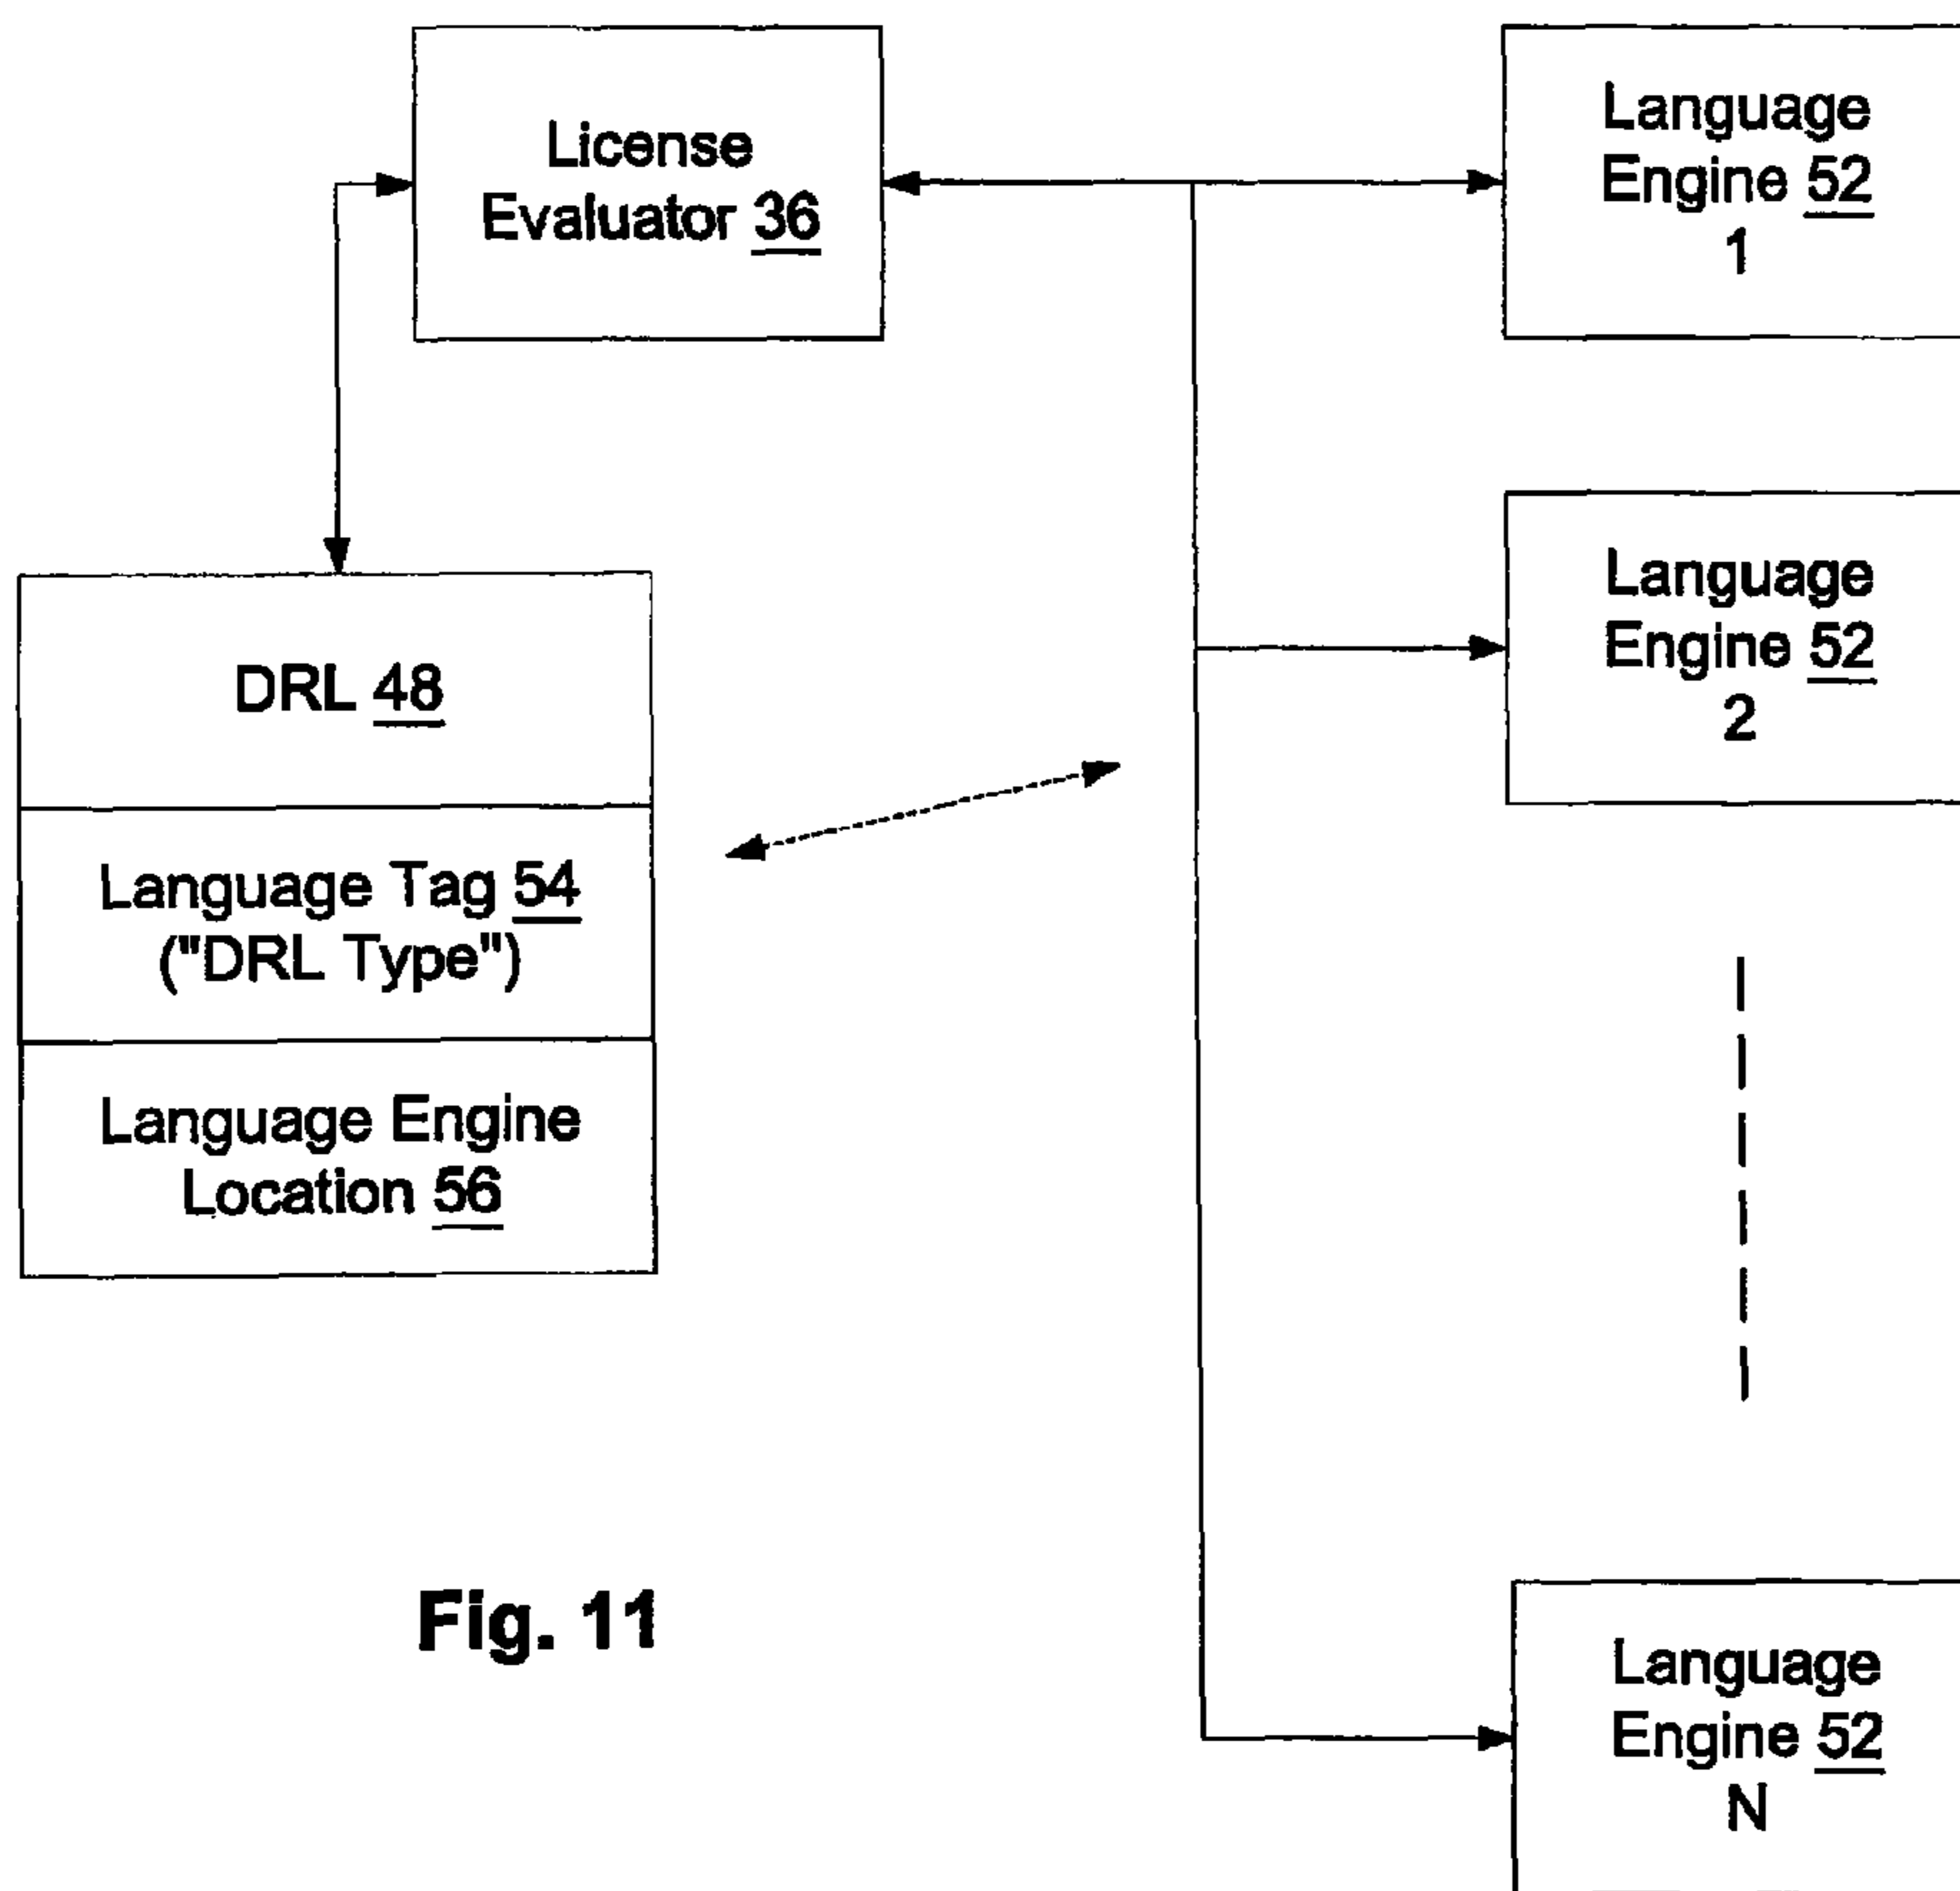 License
Evaluator 36
Language
Engine 52
1
Language
Engine 52
2
DRL 48
Language Tag 54
("DRL Type")
Language Engine
Location 56
Fig. 11
Language
Engine 52
N